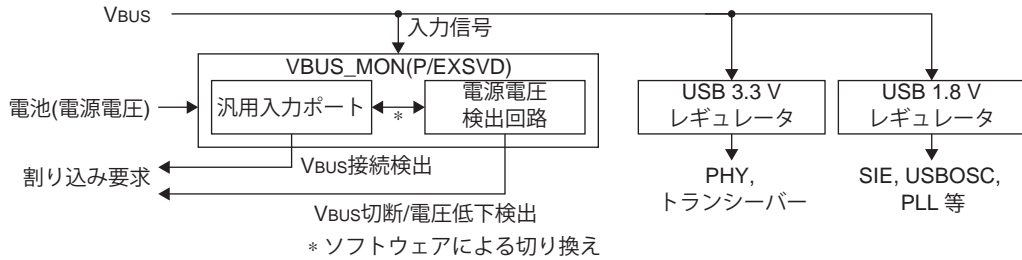 VBUS
入力信号
VBUS_MON(P/EXSVD)
電池(電源電圧)
汎用入力ポート
*
電源電圧
検出回路
USB 3.3 V
レギュレータ
USB 1.8 V
レギュレータ
割り込み要求
VBUS接続検出
VBUS切断/電圧低下検出
PHY,
トランシーバー
SIE, USBOSC,
PLL 等
* ソフトウェアによる切り換え